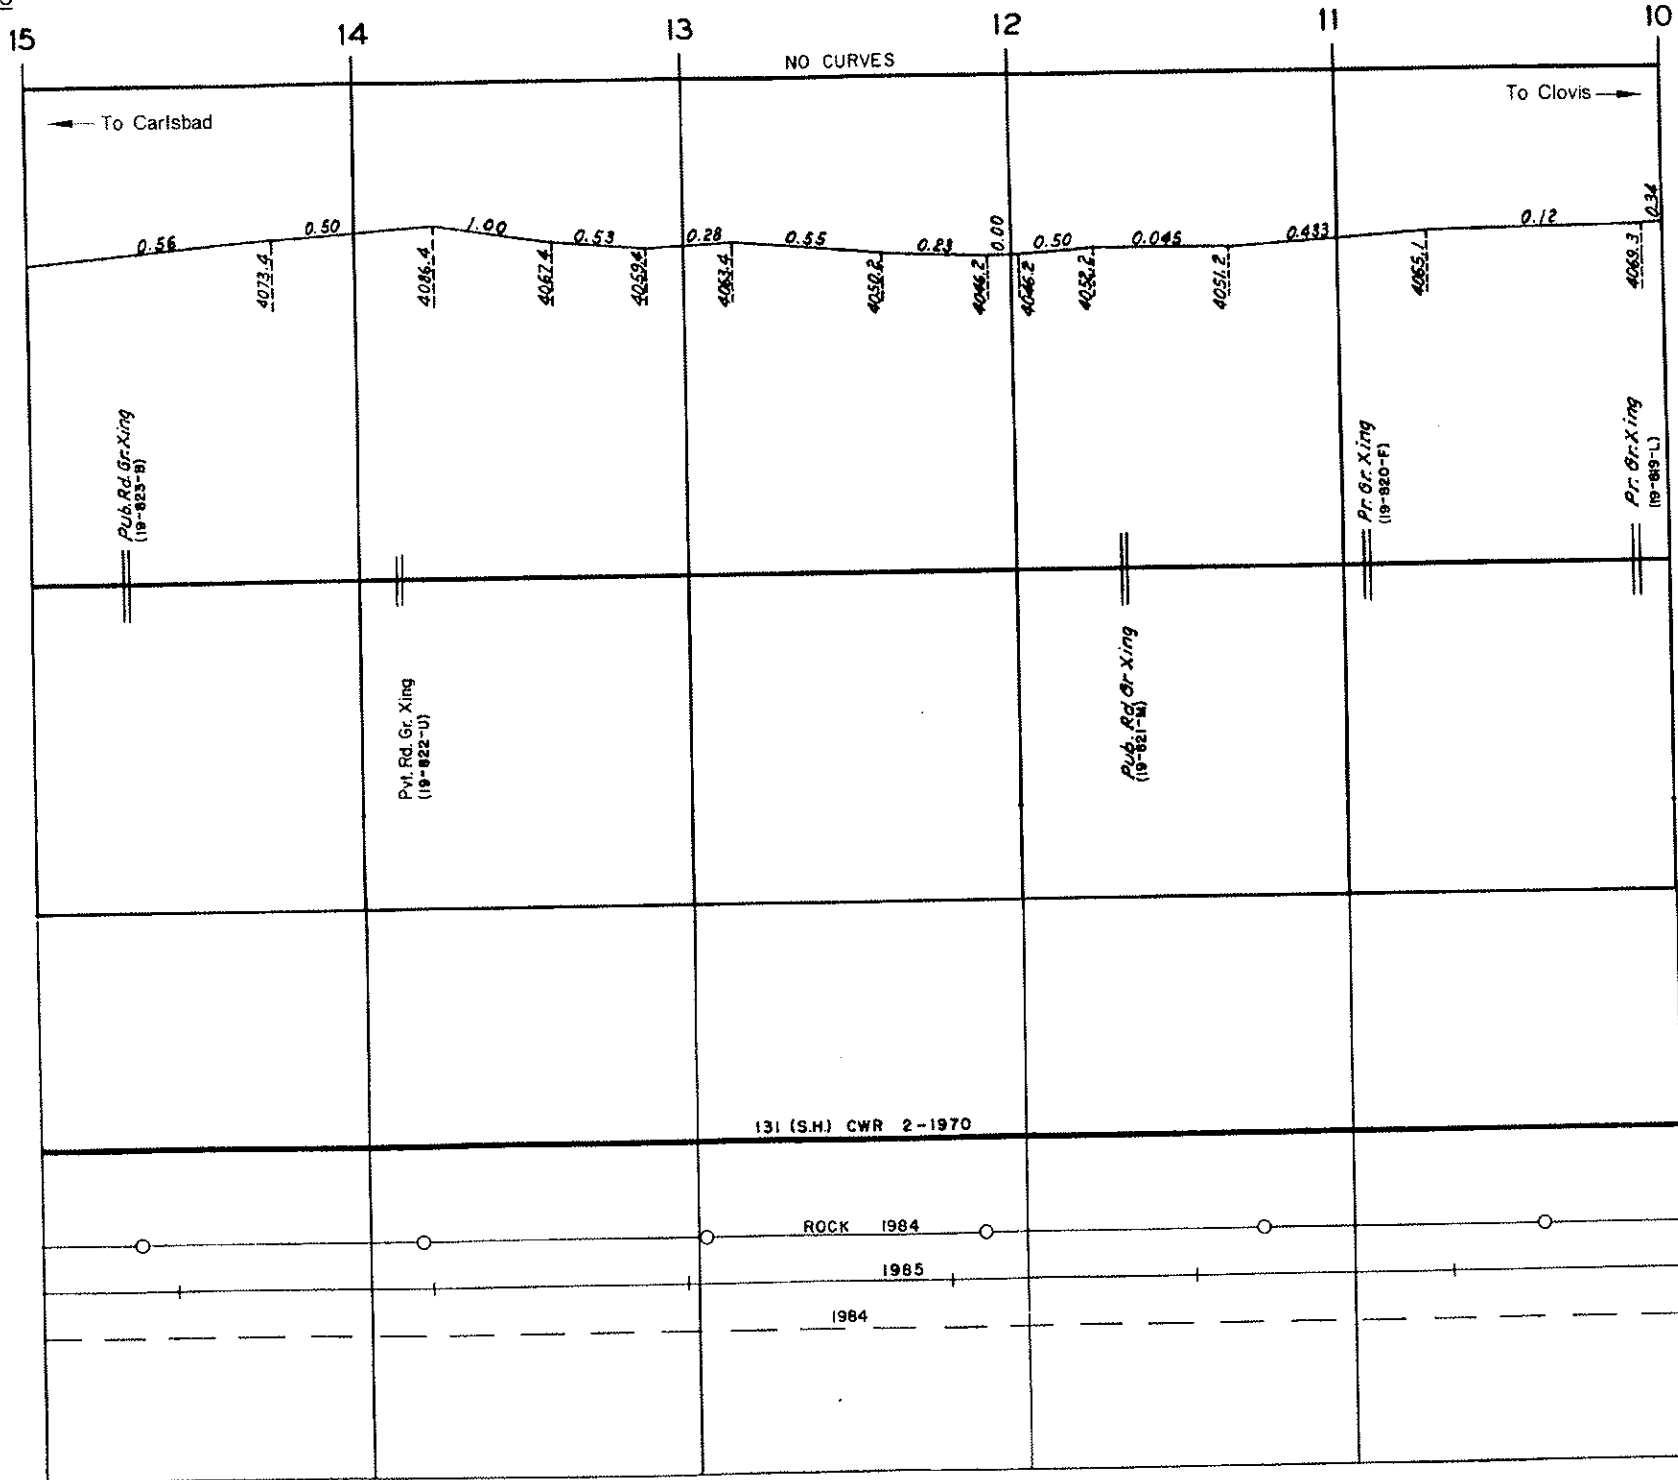 15 14 13 12 11 10
NO CURVES
To Carlsbad
To Clovis
0.56 0.50 1.00 0.53 0.28 0.55 0.23 0.00 0.50 0.045 0.433 0.12 0.34
4073.4 4086.4 4067.4 4059.4 4063.4 4050.2 4046.2 4046.2 4052.2 4051.2 4065.1 4069.3
Pub. Rd. Gr. Xing
(19-823-B)
Pvt. Rd. Gr. Xing
(19-822-U)
Pub. Rd. Gr Xing
(19-821-M)
Pr. Gr. Xing
(19-820-F)
Pr. Gr. Xing
(19-819-L)
131 (S.H.) CWR 2-1970
ROCK 1984
1985
1984